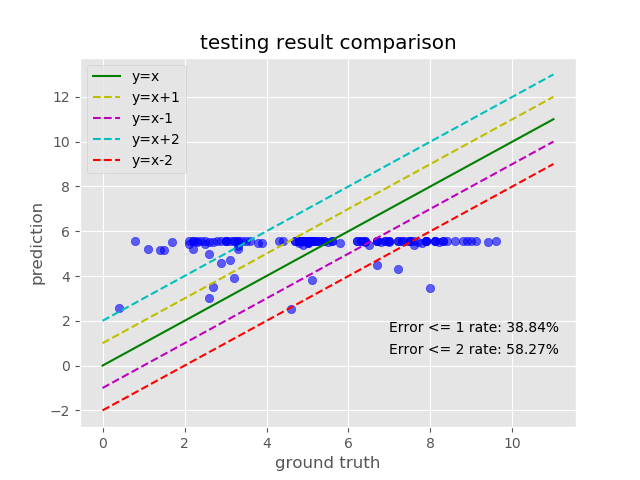 testing result comparison
y=x
y=x+1
y=x-1
y=x+2
y=x-2
12
10
8
6
4
2
0
−2
prediction
Error <= 1 rate: 38.84%
Error <= 2 rate: 58.27%
0 2 4 6 8 10
ground truth